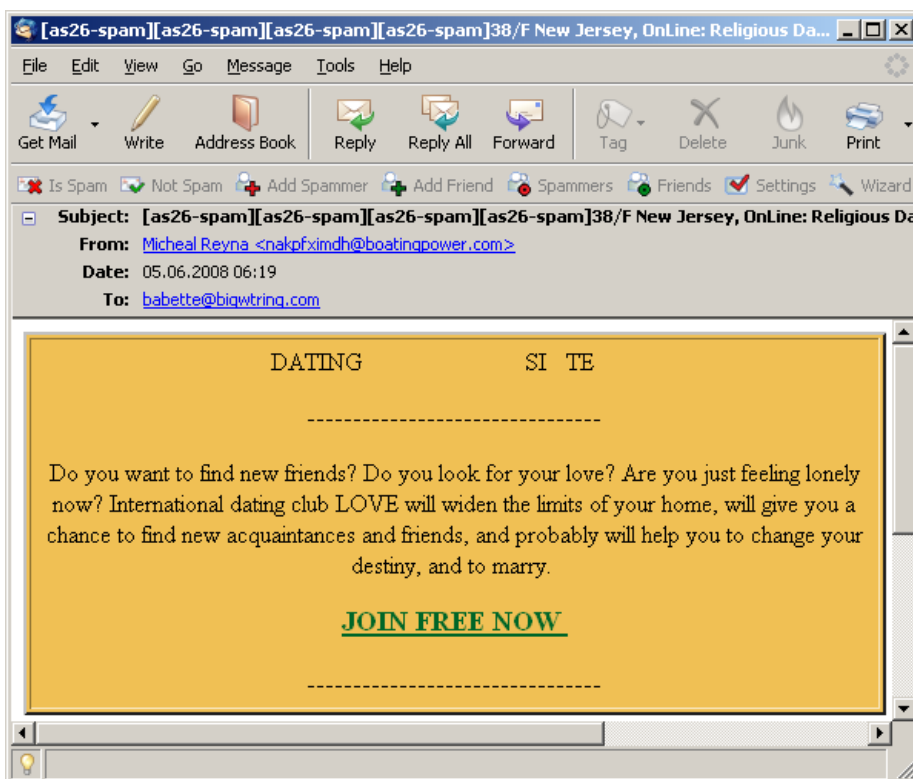 [as26-spam][as26-spam][as26-spam][as26-spam]38/F New Jersey, OnLine: Religious Da...
File Edit View Go Message Tools Help
Get Mail Write Address Book Reply Reply All Forward Tag Delete Junk Print
Is Spam Not Spam Add Spammer Add Friend Spammers Friends Settings Wizard
Subject: [as26-spam][as26-spam][as26-spam][as26-spam]38/F New Jersey, OnLine: Religious Da
From: Micheal Reyna <nakpfximdh@boatingpower.com>
Date: 05.06.2008 06:19
To: babette@bigwtring.com
DATING SI TE
--------------------------------
Do you want to find new friends? Do you look for your love? Are you just feeling lonely
now? International dating club LOVE will widen the limits of your home, will give you a
chance to find new acquaintances and friends, and probably will help you to change your
destiny, and to marry.
JOIN FREE NOW
--------------------------------